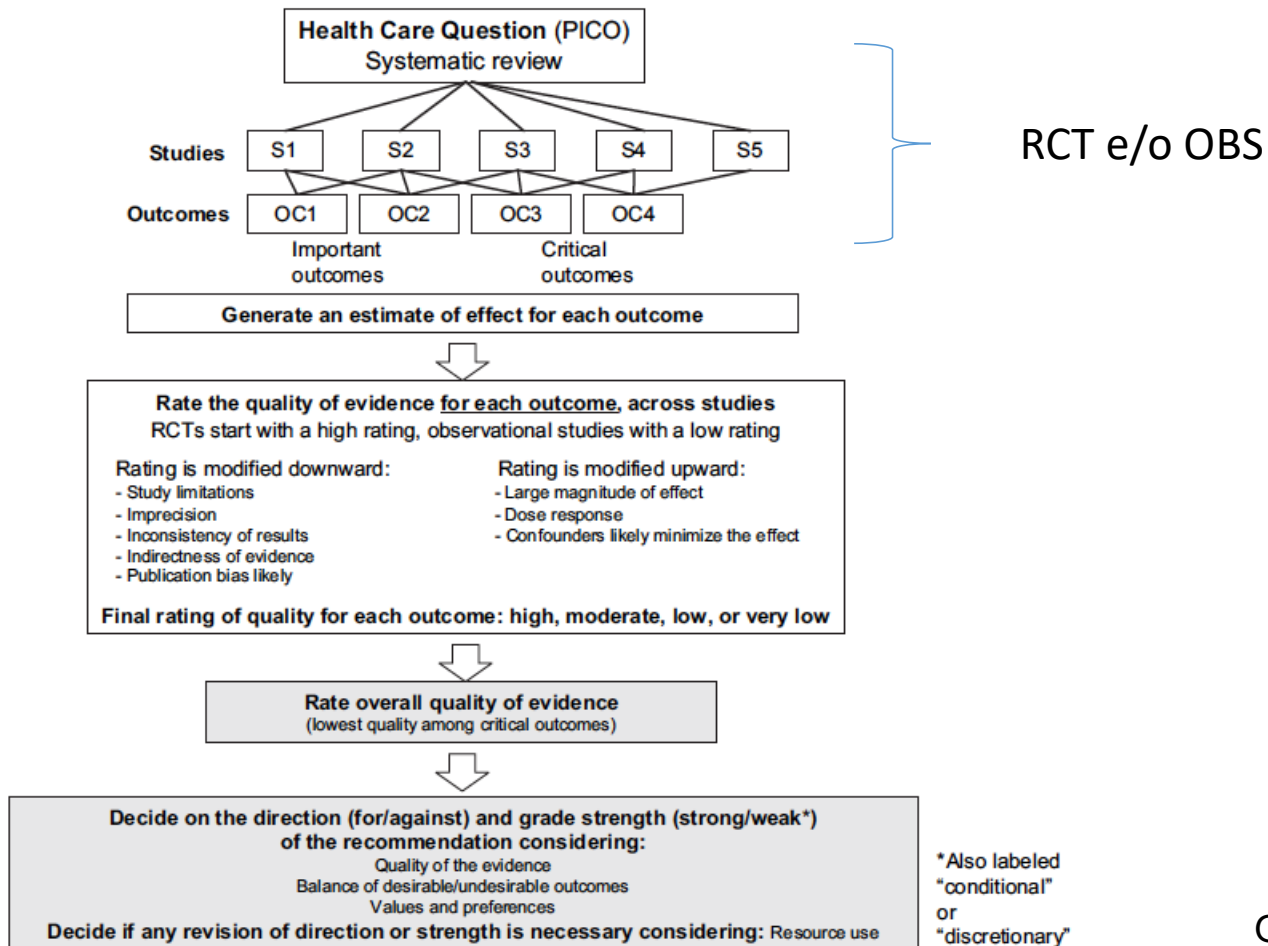 Health Care Question (PICO)
Systematic review
RCT e/o OBS
Studies S1 S2 S3 S4 S5
Outcomes OC1 OC2 OC3 OC4
Important outcomes
Critical outcomes
Generate an estimate of effect for each outcome
Rate the quality of evidence for each outcome, across studies
RCTs start with a high rating, observational studies with a low rating
Rating is modified downward:
- Study limitations
- Imprecision
- Inconsistency of results
- Indirectness of evidence
- Publication bias likely
Rating is modified upward:
- Large magnitude of effect
- Dose response
- Confounders likely minimize the effect
Final rating of quality for each outcome: high, moderate, low, or very low
Rate overall quality of evidence
(lowest quality among critical outcomes)
Decide on the direction (for/against) and grade strength (strong/weak*)
of the recommendation considering:
Quality of the evidence
Balance of desirable/undesirable outcomes
Values and preferences
Decide if any revision of direction or strength is necessary considering: Resource use
*Also labeled
"conditional"
or
"discretionary"